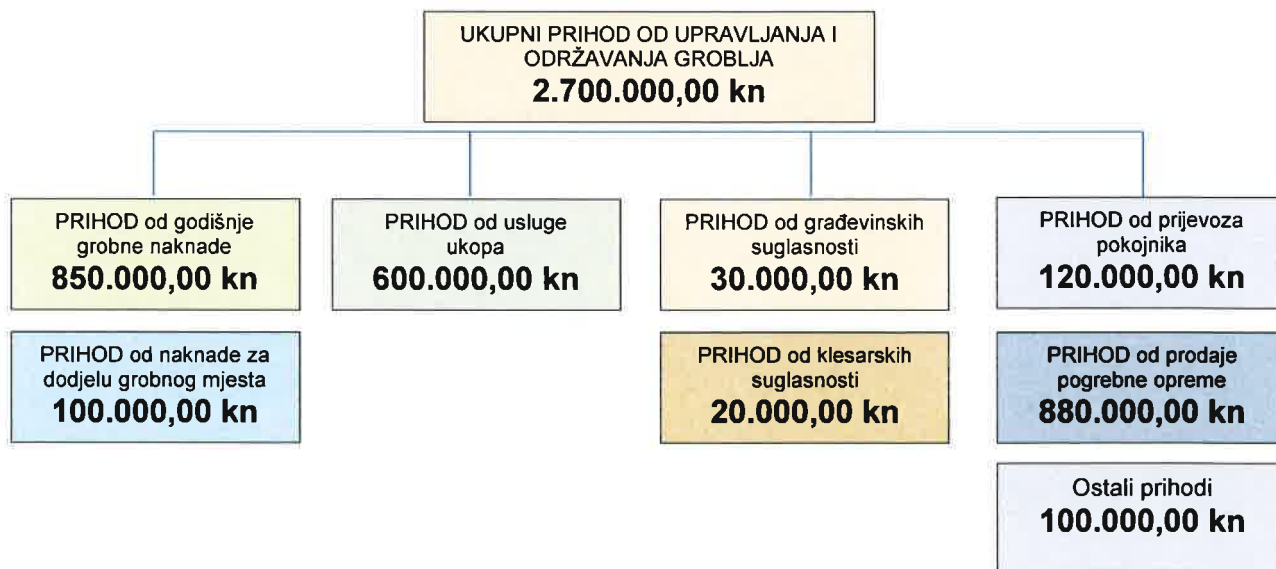 UKUPNI PRIHOD OD UPRAVLJANJA I
ODRŽAVANJA GROBLJA
2.700.000,00 kn
PRIHOD od godišnje
grobne naknade
850.000,00 kn
PRIHOD od usluge
ukopa
600.000,00 kn
PRIHOD od građevinskih
suglasnosti
30.000,00 kn
PRIHOD od prijevoza
pokojnika
120.000,00 kn
PRIHOD od naknade za
dodjelu grobnog mjesta
100.000,00 kn
PRIHOD od klesarskih
suglasnosti
20.000,00 kn
PRIHOD od prodaje
pogrebne opreme
880.000,00 kn
Ostali prihodi
100.000,00 kn